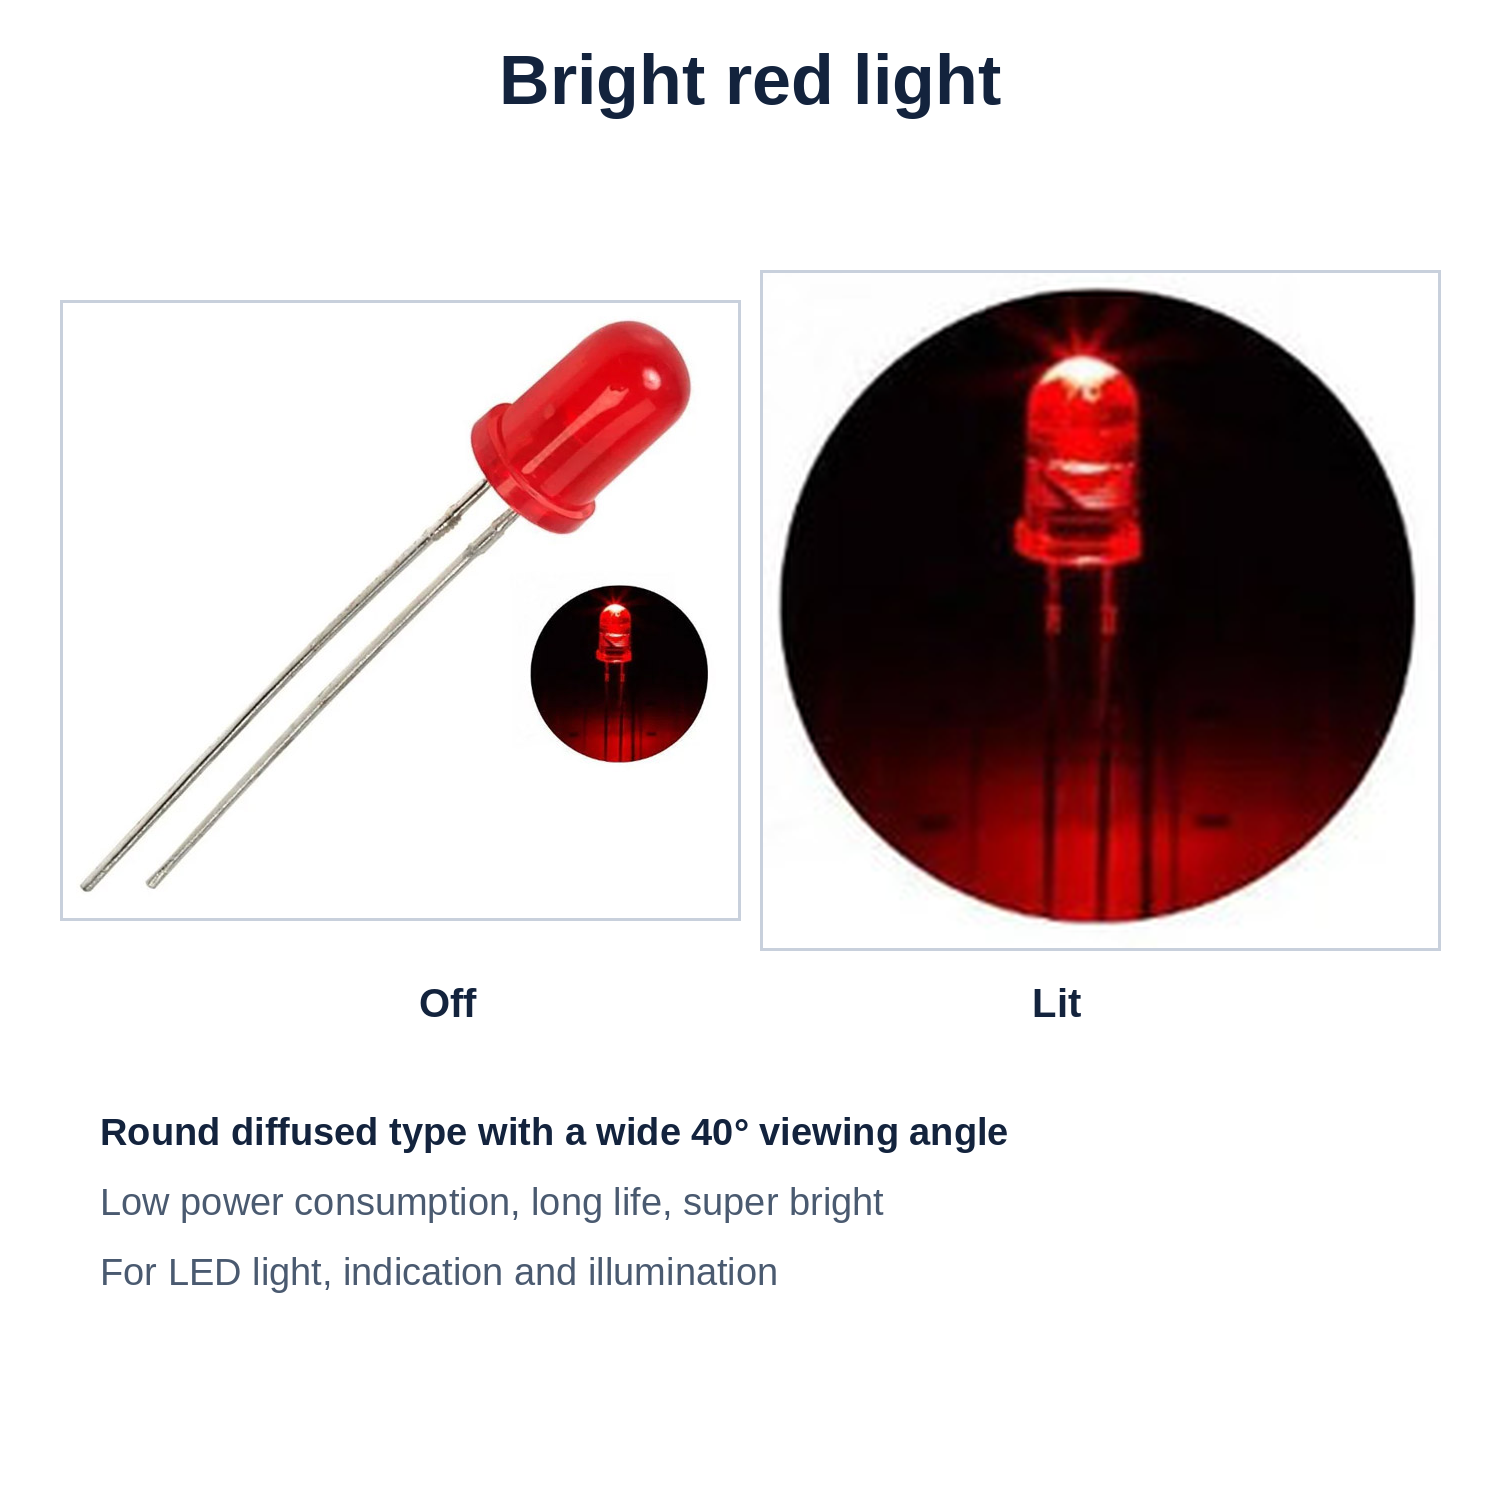 Bright red light
Off
Lit
Round diffused type with a wide 40° viewing angle
Low power consumption, long life, super bright
For LED light, indication and illumination